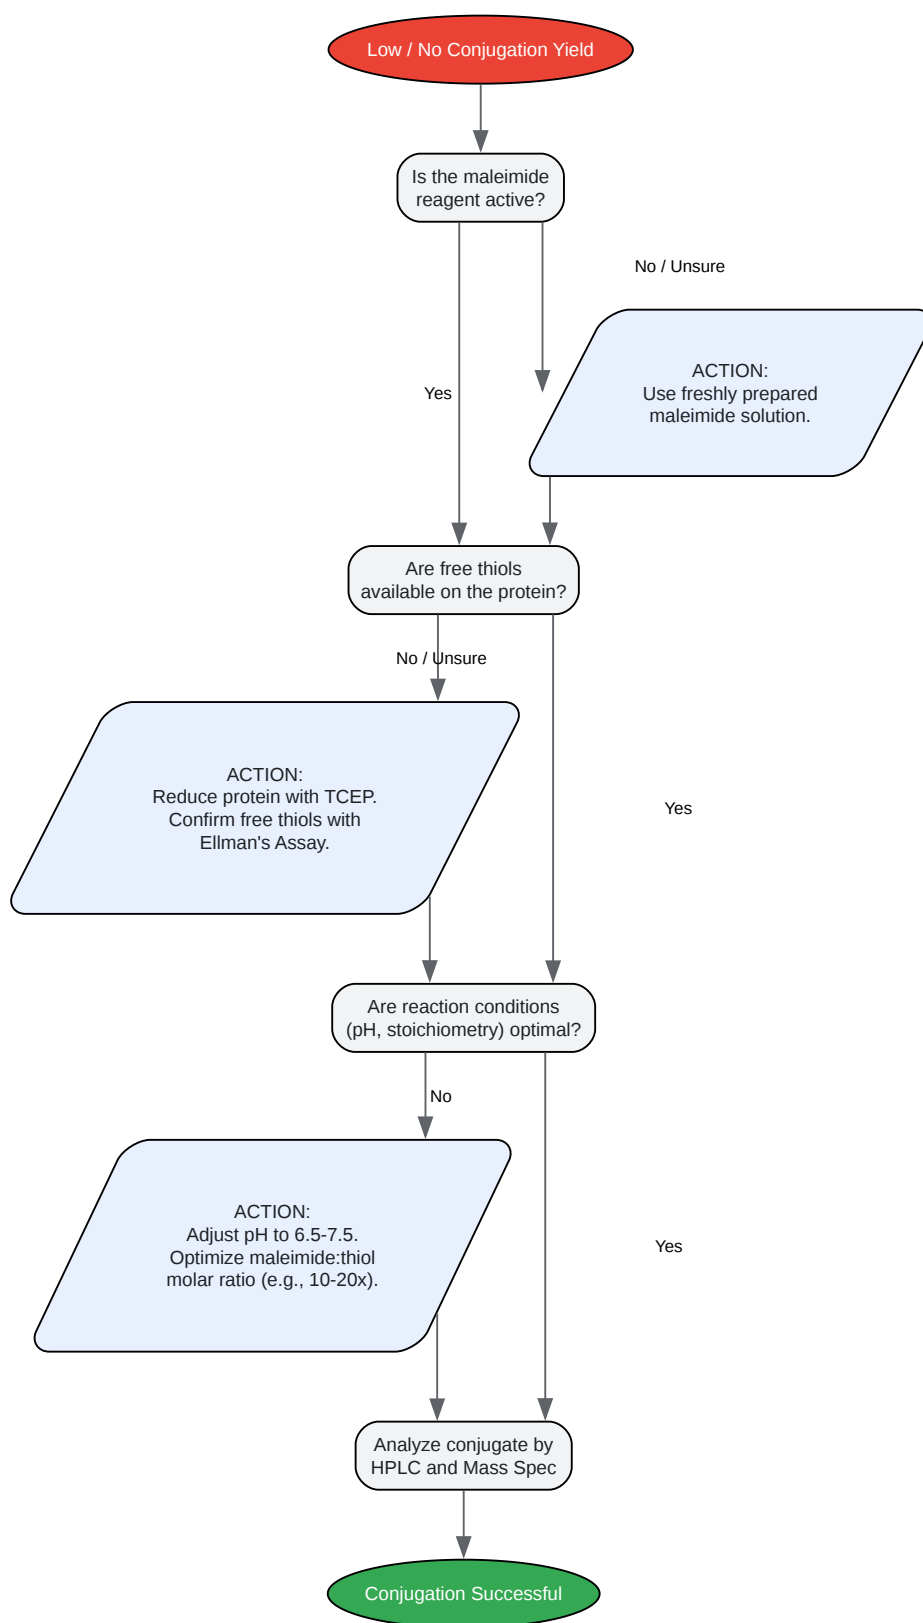 Low / No Conjugation Yield
Is the maleimide
reagent active?
No / Unsure
ACTION:
Use freshly prepared
maleimide solution.
Yes
Are free thiols
available on the protein?
No / Unsure
ACTION:
Reduce protein with TCEP.
Confirm free thiols with
Ellman's Assay.
Yes
Are reaction conditions
(pH, stoichiometry) optimal?
No
ACTION:
Adjust pH to 6.5-7.5.
Optimize maleimide:thiol
molar ratio (e.g., 10-20x).
Yes
Analyze conjugate by
HPLC and Mass Spec
Conjugation Successful